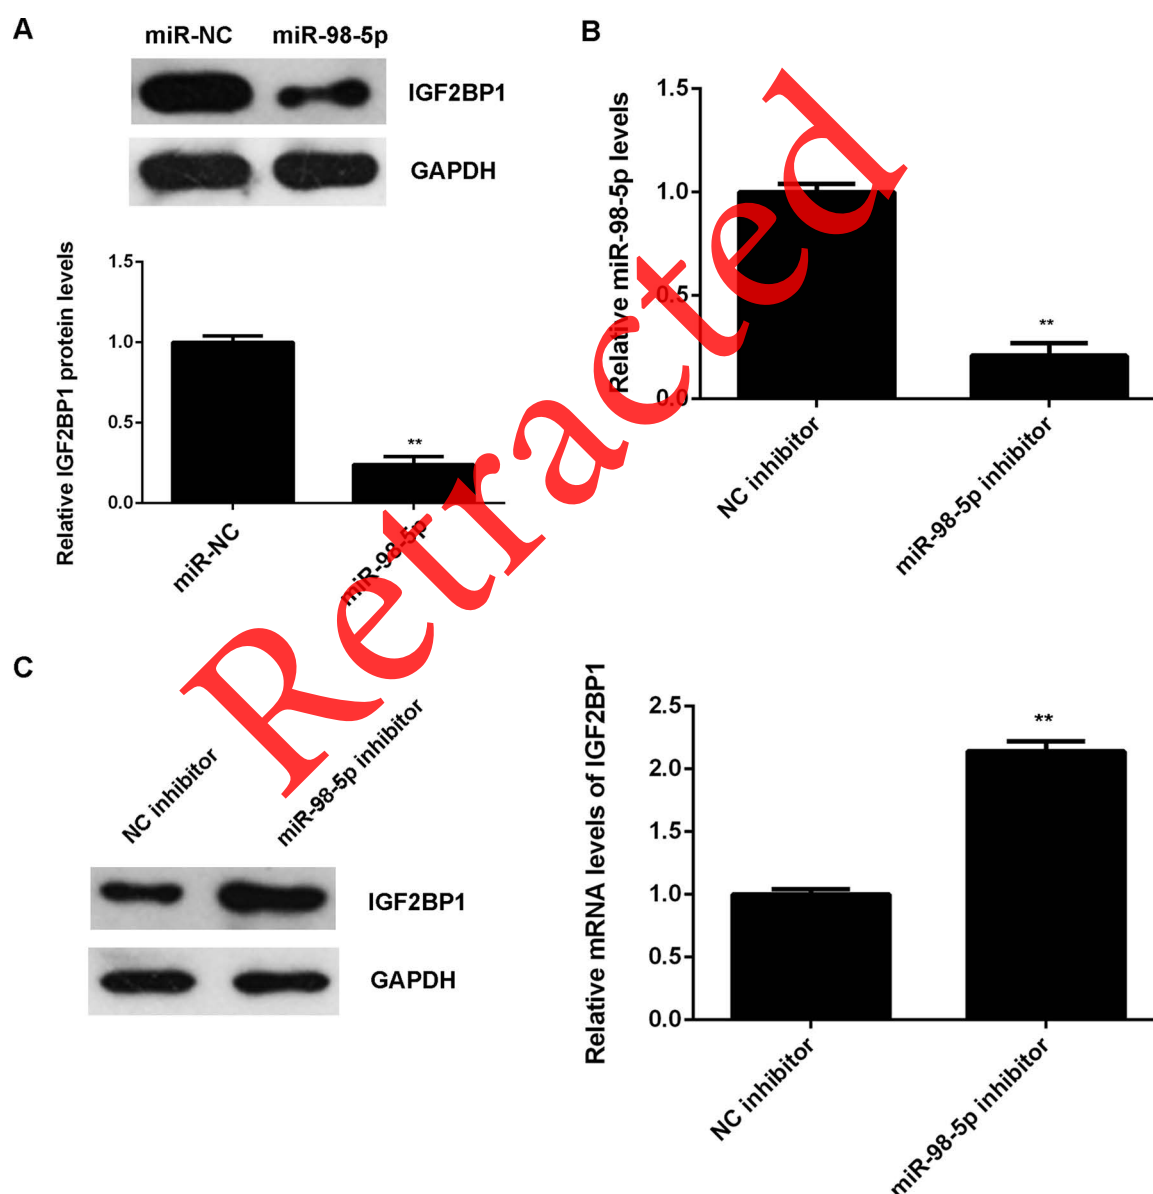 A
miR-NC miR-98-5p
IGF2BP1
GAPDH
Relative IGF2BP1 protein levels
1.5
1.0
0.5
0.0
**
miR-NC
miR-98-5p
B
Relative miR-98-5p levels
1.5
1.0
0.5
0.0
**
NC inhibitor
miR-98-5p inhibitor
Retracted
C
NC inhibitor
miR-98-5p inhibitor
IGF2BP1
GAPDH
Relative mRNA levels of IGF2BP1
2.5
2.0
1.5
1.0
0.5
0.0
**
NC inhibitor
miR-98-5p inhibitor